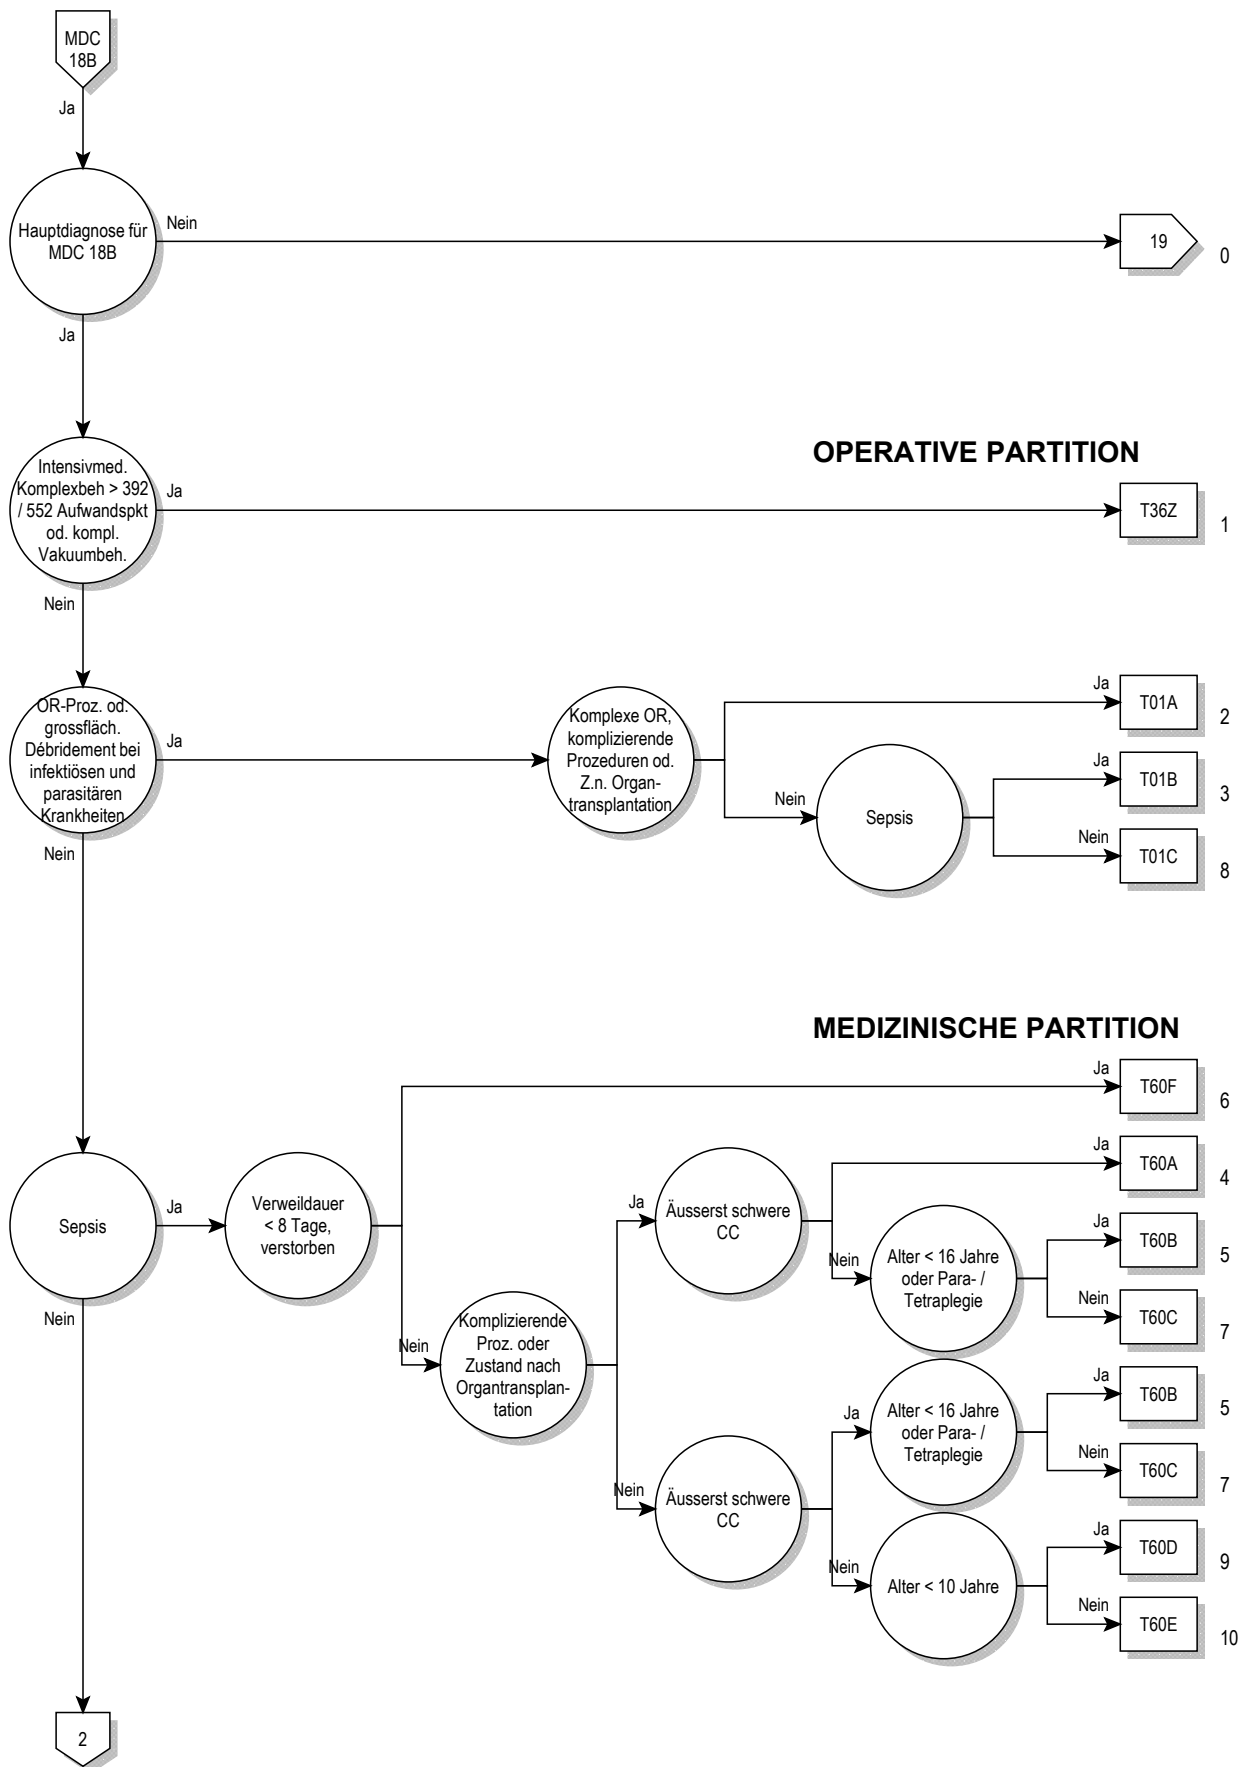 MDC
18B
Ja
Hauptdiagnose für
MDC 18B
Nein
19
0
Ja
OPERATIVE PARTITION
Intensivmed.
Komplexbeh > 392
/ 552 Aufwandspkt
od. kompl.
Vakuumbeh.
Ja
T36Z
1
Nein
OR-Proz. od.
grossfläch.
Débridement bei
infektiösen und
parasitären
Krankheiten
Ja
Komplexe OR,
komplizierende
Prozeduren od.
Z.n. Organ-
transplantation
Ja
T01A
2
Nein
Sepsis
Ja
T01B
3
Nein
T01C
8
Nein
MEDIZINISCHE PARTITION
Sepsis
Ja
Verweildauer
< 8 Tage,
verstorben
Ja
T60F
6
Nein
Komplizierende
Proz. oder
Zustand nach
Organtransplan-
tation
Ja
Äusserst schwere
CC
Ja
T60A
4
Nein
Alter < 16 Jahre
oder Para- /
Tetraplegie
Ja
T60B
5
Nein
T60C
7
Nein
Äusserst schwere
CC
Ja
Alter < 16 Jahre
oder Para- /
Tetraplegie
Ja
T60B
5
Nein
T60C
7
Nein
Alter < 10 Jahre
Ja
T60D
9
Nein
T60E
10
Nein
2